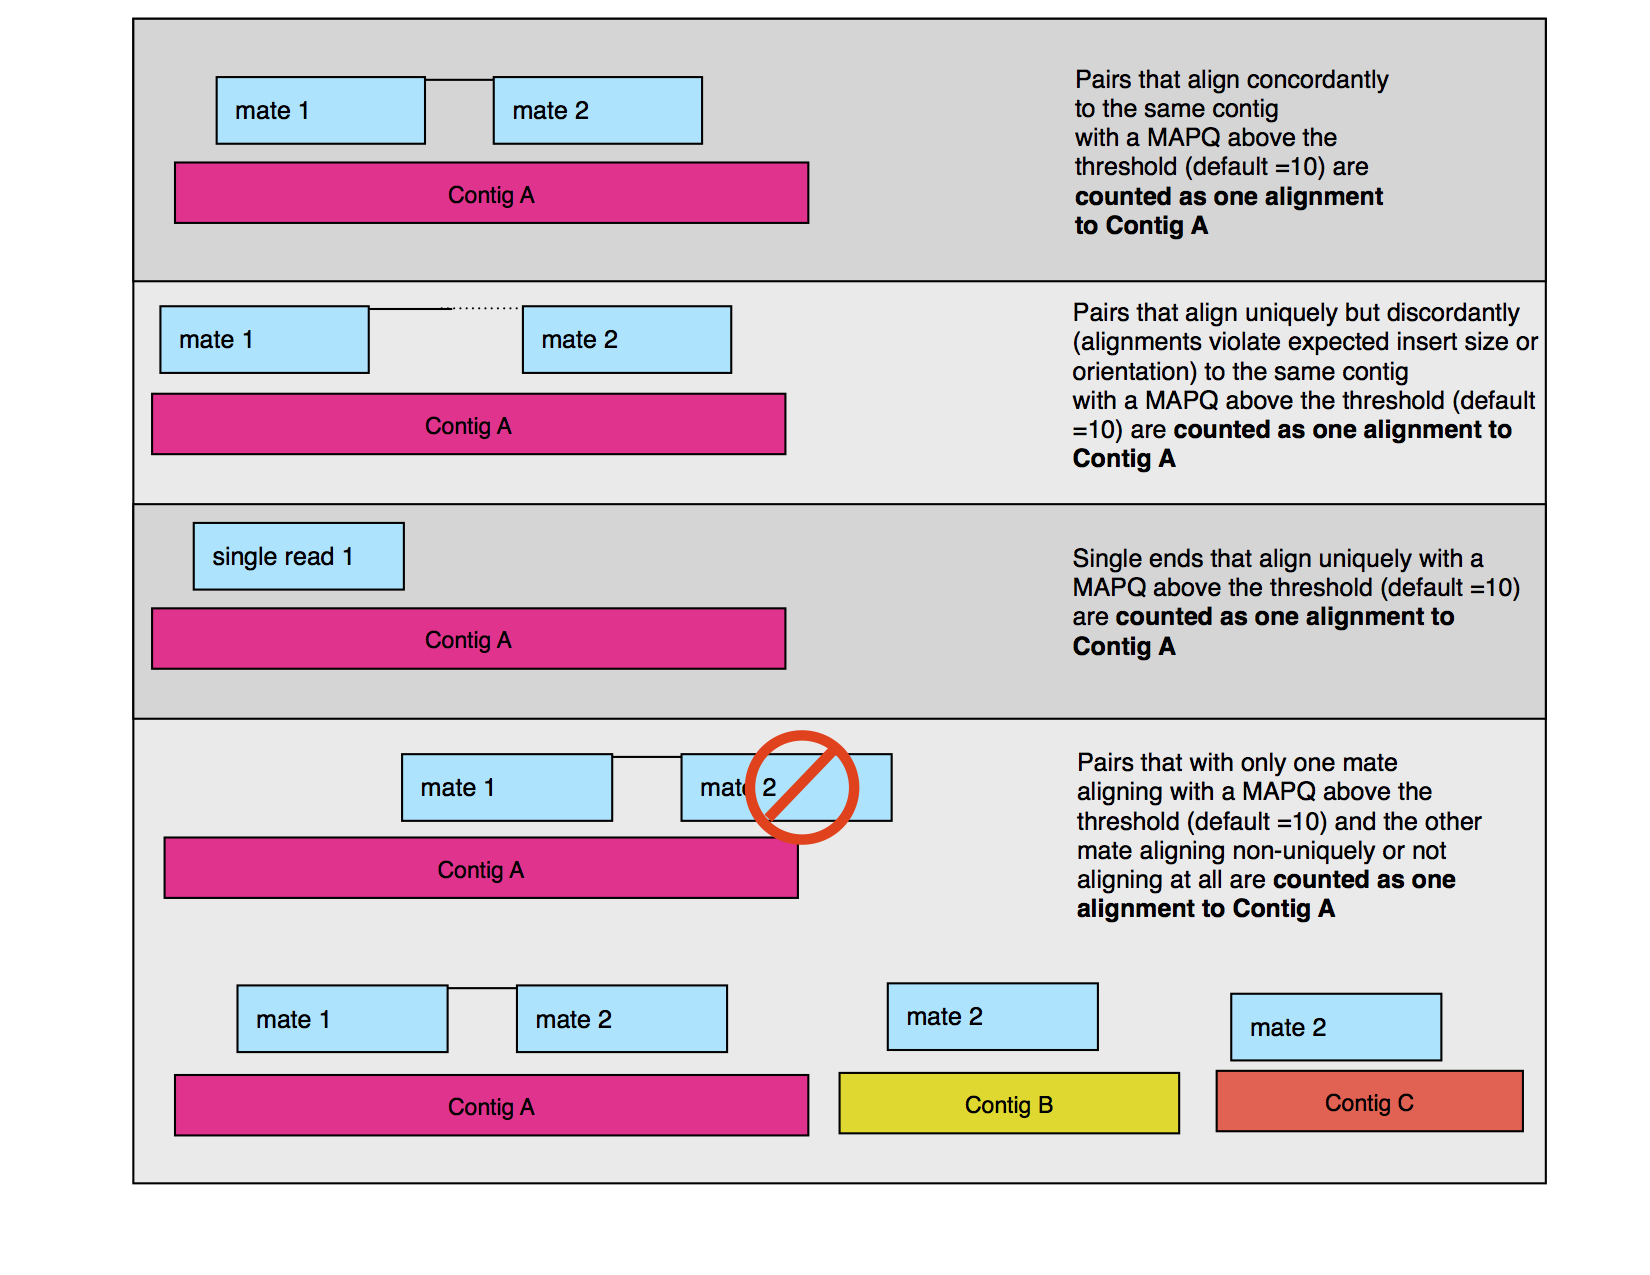 mate 1
mate 2
Contig A
Pairs that align concordantly
to the same contig
with a MAPQ above the
threshold (default =10) are
counted as one alignment
to Contig A
mate 1
mate 2
Contig A
Pairs that align uniquely but discordantly
(alignments violate expected insert size or
orientation) to the same contig
with a MAPQ above the threshold (default
=10) are counted as one alignment to
Contig A
single read 1
Contig A
Single ends that align uniquely with a
MAPQ above the threshold (default =10)
are counted as one alignment to
Contig A
mate 1
mate 2
Contig A
Pairs that with only one mate
aligning with a MAPQ above the
threshold (default =10) and the other
mate aligning non-uniquely or not
aligning at all are counted as one
alignment to Contig A
mate 1
mate 2
mate 2
mate 2
Contig A
Contig B
Contig C